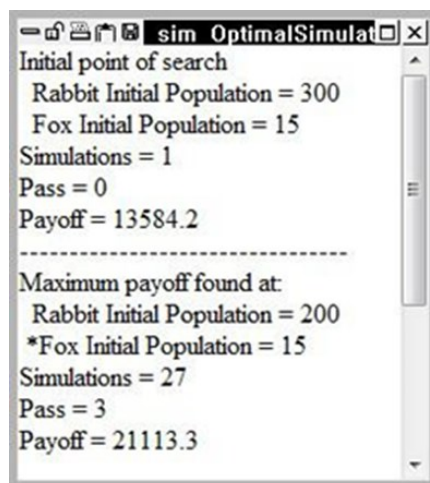 sim OptimalSimulat
Initial point of search
Rabbit Initial Population = 300
Fox Initial Population = 15
Simulations = 1
Pass = 0
Payoff = 13584.2
---------------------------------
Maximum payoff found at:
Rabbit Initial Population = 200
*Fox Initial Population = 15
Simulations = 27
Pass = 3
Payoff = 21113.3